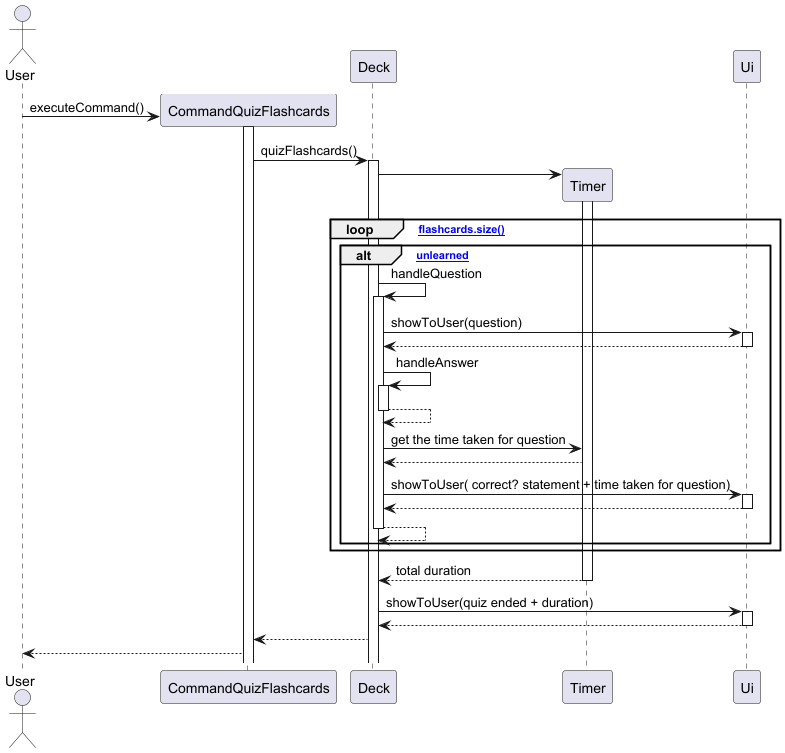 User
Deck
Ui
executeCommand()
CommandQuizFlashcards
quizFlashcards()
Timer
loop
flashcards.size()
alt
unlearned
handleQuestion
showToUser(question)
handleAnswer
get the time taken for question
showToUser( correct? statement + time taken for question)
total duration
showToUser(quiz ended + duration)
User
CommandQuizFlashcards
Deck
Timer
Ui